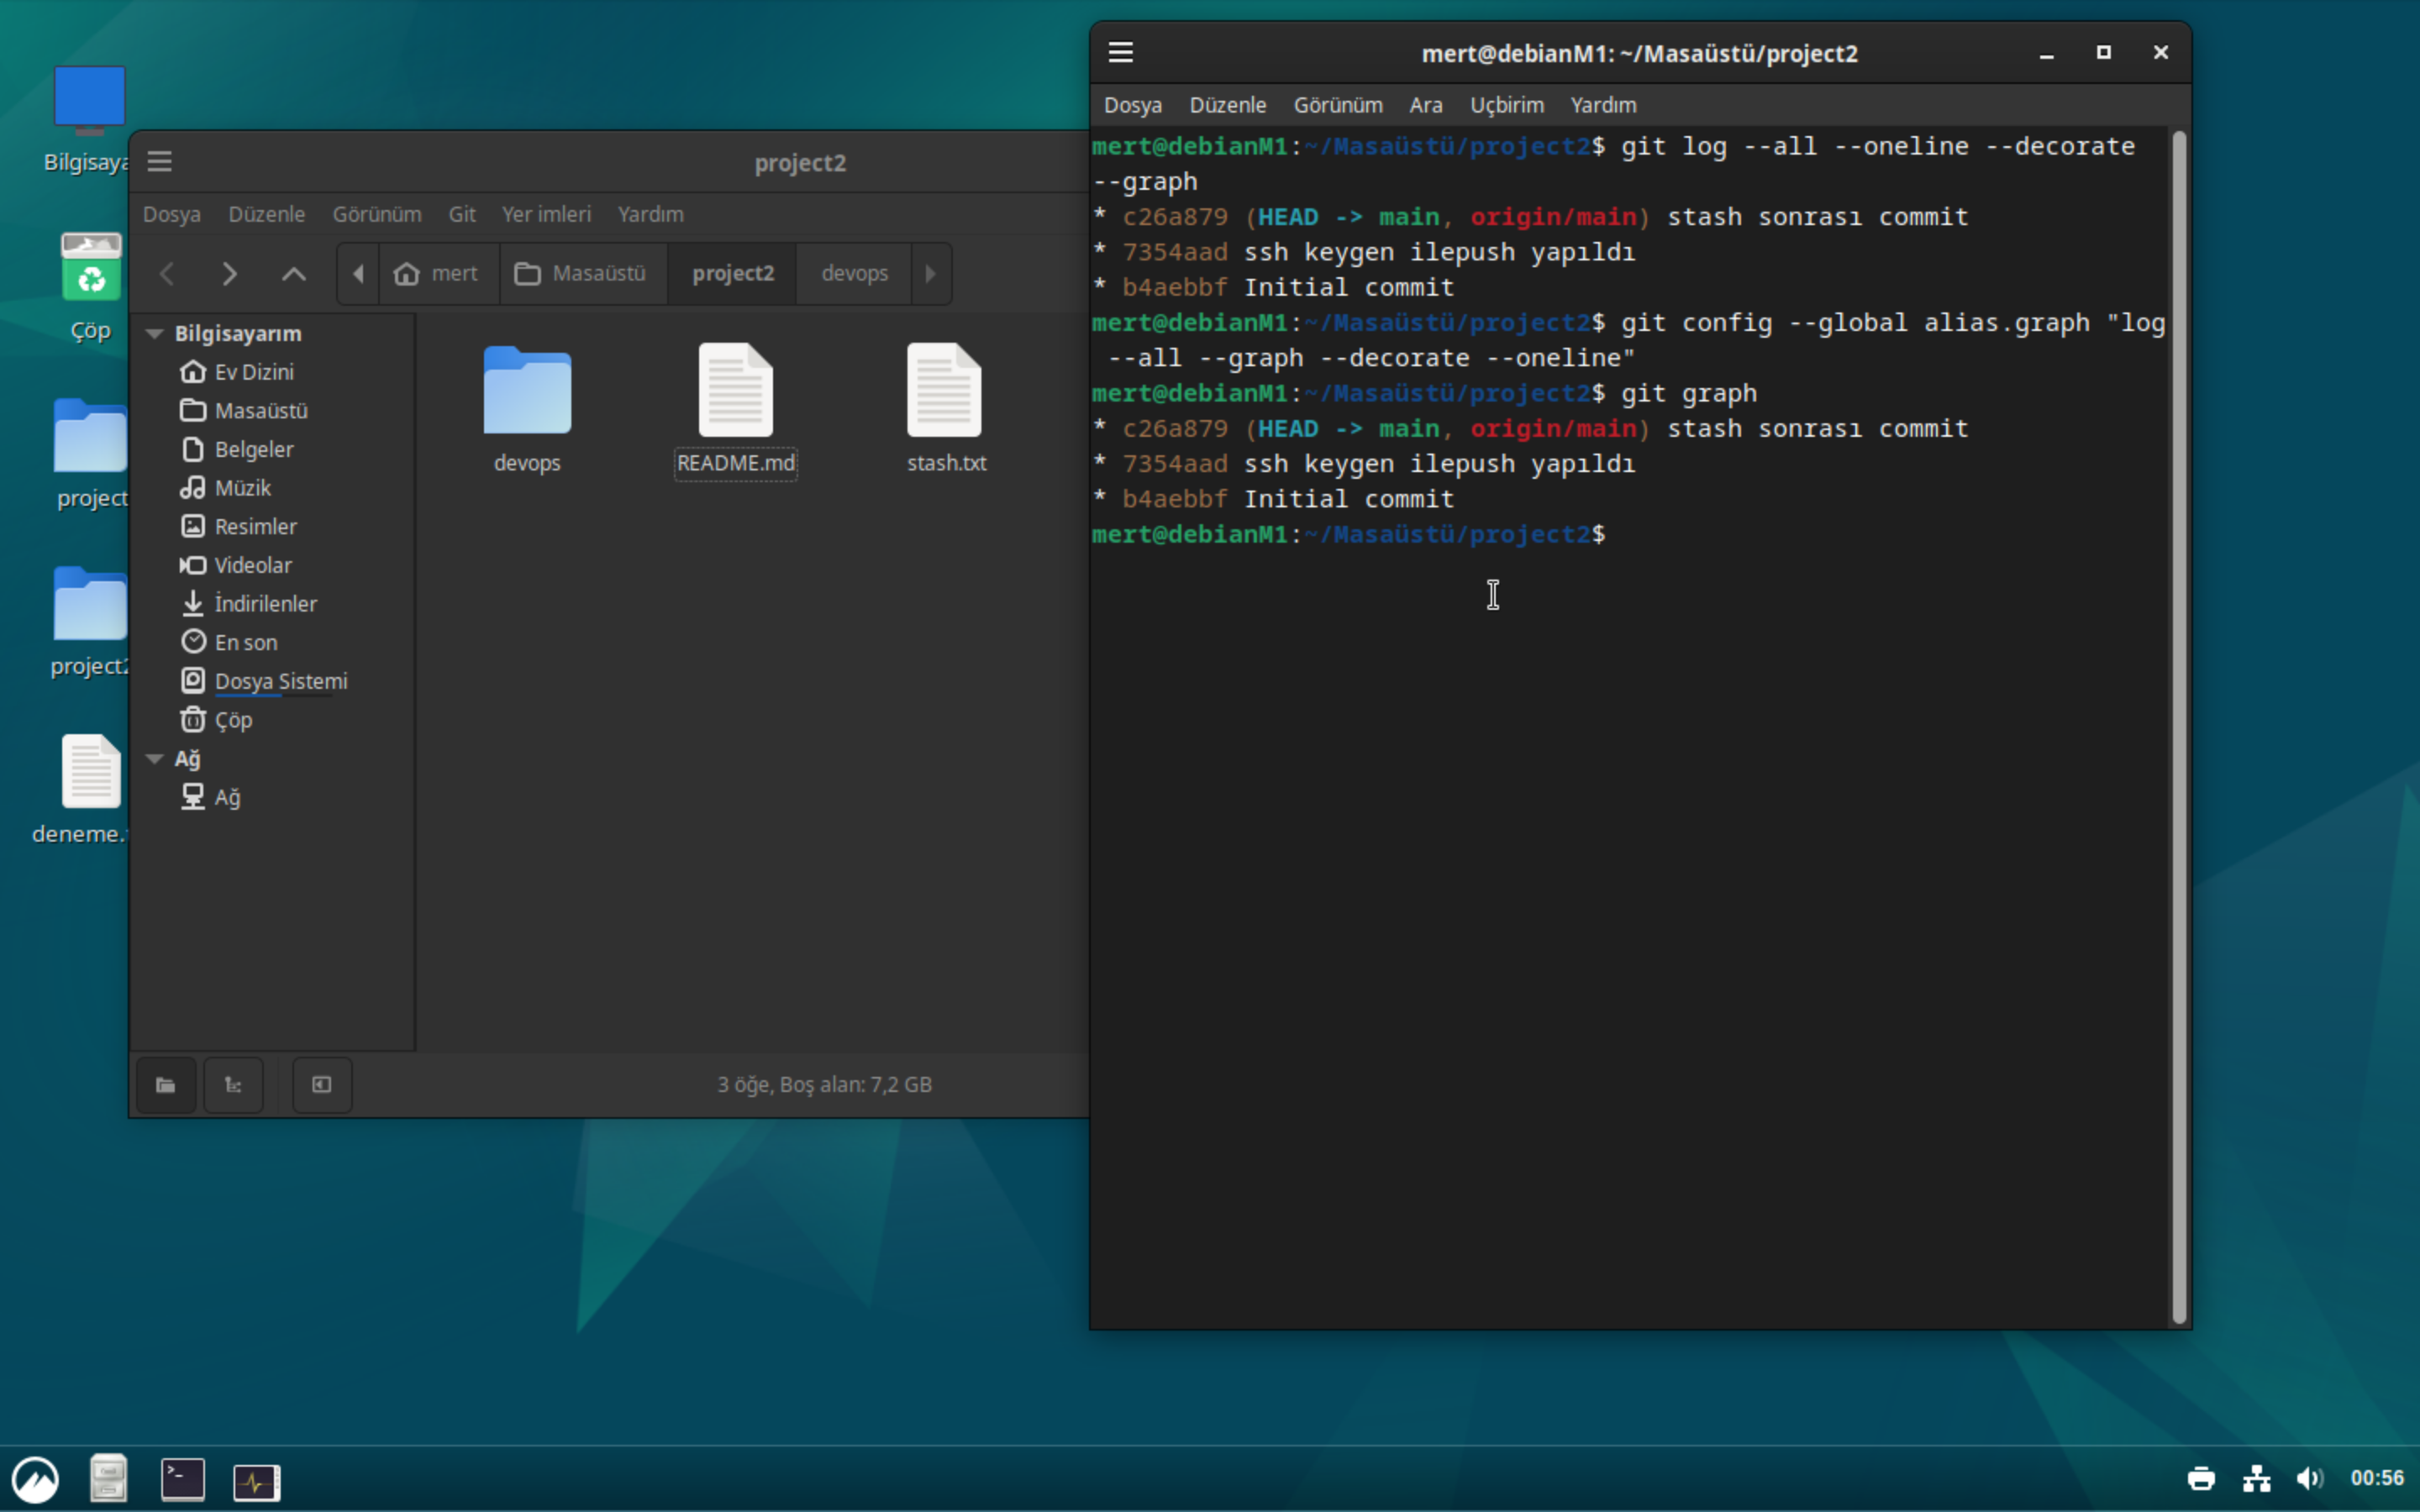 Bilgisaya
Çöp
project
project2
deneme.
project2
Dosya Düzenle Görünüm Git Yer imleri Yardım
mert Masaüstü project2 devops
Bilgisayarım
Ev Dizini
Masaüstü
Belgeler
Müzik
Resimler
Videolar
İndirilenler
En son
Dosya Sistemi
Çöp
Ağ
Ağ
devops README.md stash.txt
3 öğe, Boş alan: 7,2 GB
mert@debianM1: ~/Masaüstü/project2
Dosya Düzenle Görünüm Ara Uçbirim Yardım
mert@debianM1:~/Masaüstü/project2$ git log --all --oneline --decorate
--graph
* c26a879 (HEAD -> main, origin/main) stash sonrası commit
* 7354aad ssh keygen ilepush yapıldı
* b4aebbf Initial commit
mert@debianM1:~/Masaüstü/project2$ git config --global alias.graph "log
--all --graph --decorate --oneline"
mert@debianM1:~/Masaüstü/project2$ git graph
* c26a879 (HEAD -> main, origin/main) stash sonrası commit
* 7354aad ssh keygen ilepush yapıldı
* b4aebbf Initial commit
mert@debianM1:~/Masaüstü/project2$
00:56